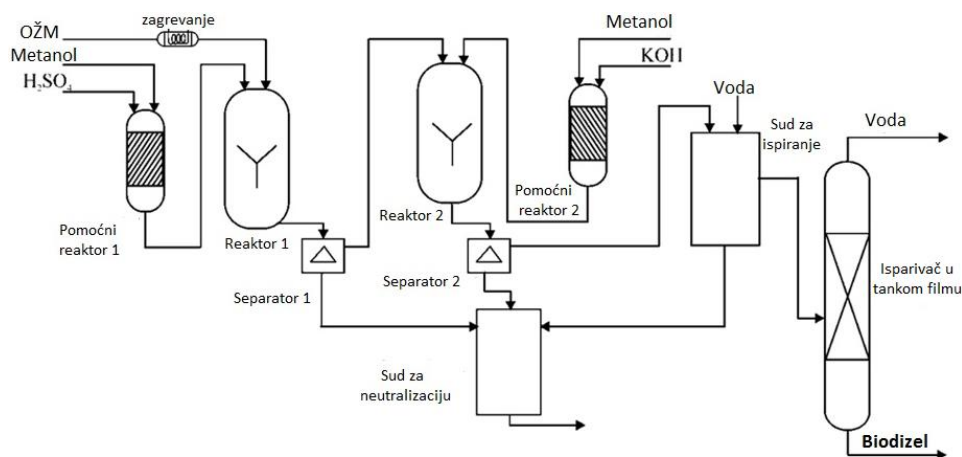 OŽM
zagrevanje
Metanol
H₂SO₄
Metanol
KOH
Voda
Sud za
ispiranje
Voda
Pomoćni
reaktor 1
Reaktor 1
Reaktor 2
Pomoćni
reaktor 2
Separator 1
Separator 2
Isparivač u
tankom filmu
Sud za
neutralizaciju
Biodizel